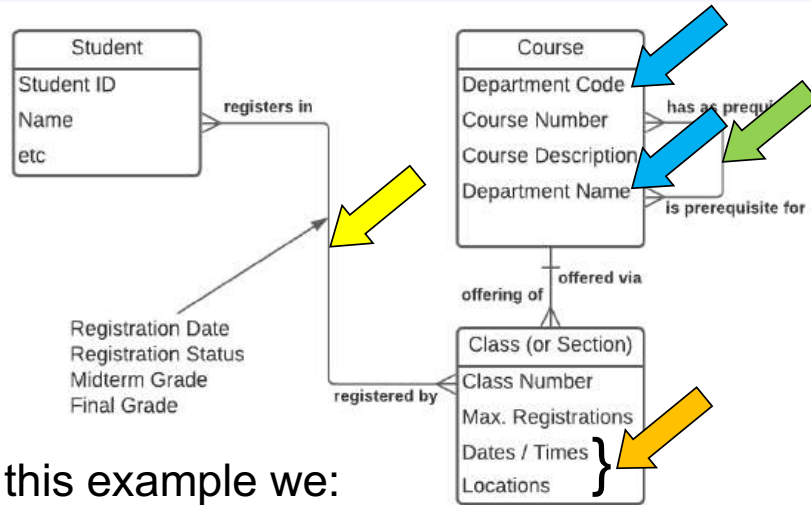 Student
Student ID
Name
etc
registers in
Registration Date
Registration Status
Midterm Grade
Final Grade
registered by
Course
Department Code
Course Number
Course Description
Department Name
has as
is prerequisite for
offered via
offering of
Class (or Section)
Class Number
Max. Registrations
Dates / Times
Locations
}
this example we: